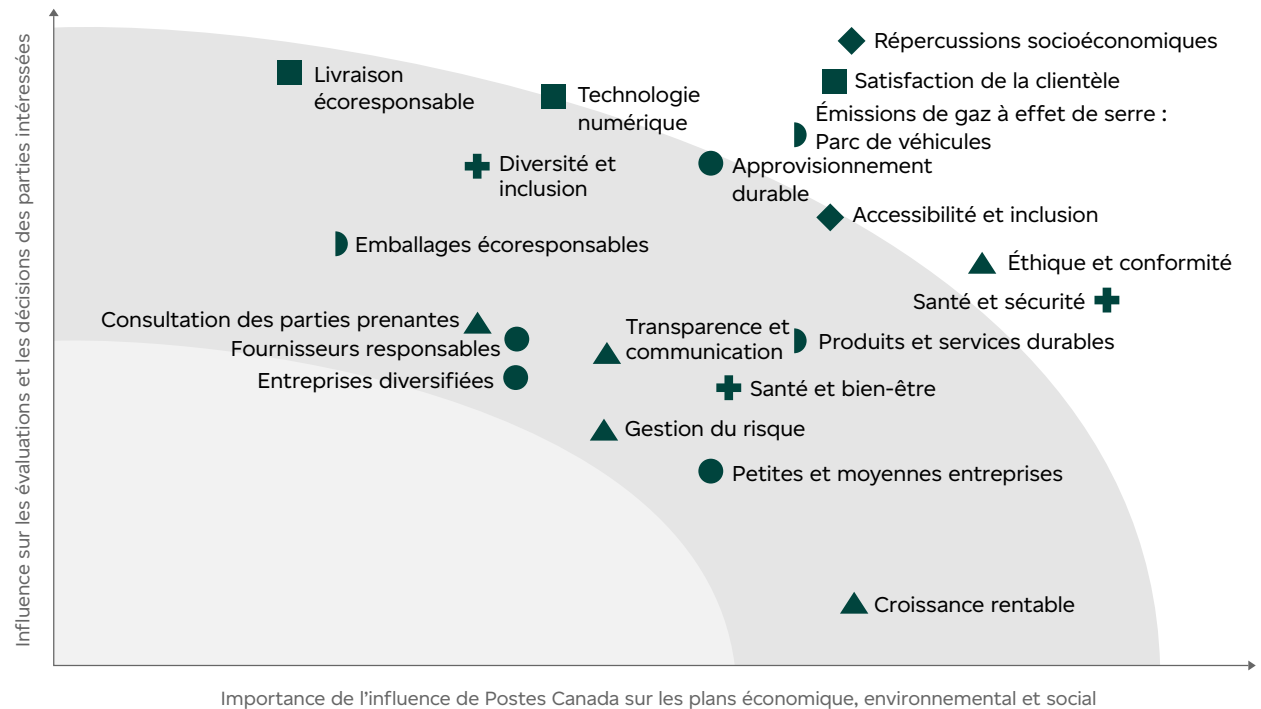 Influence sur les évaluations et les décisions des parties intéressées
Répercussions socioéconomiques
Livraison
écoresponsable
Satisfaction de la clientèle
Technologie
numérique
Émissions de gaz à effet de serre :
Parc de véhicules
Diversité et
inclusion
Approvisionnement
durable
Accessibilité et inclusion
Emballages écoresponsables
Éthique et conformité
Santé et sécurité
Consultation des parties prenantes
Transparence et
communication
Fournisseurs responsables
Produits et services durables
Entreprises diversifiées
Santé et bien-être
Gestion du risque
Petites et moyennes entreprises
Croissance rentable
Importance de l’influence de Postes Canada sur les plans économique, environnemental et social